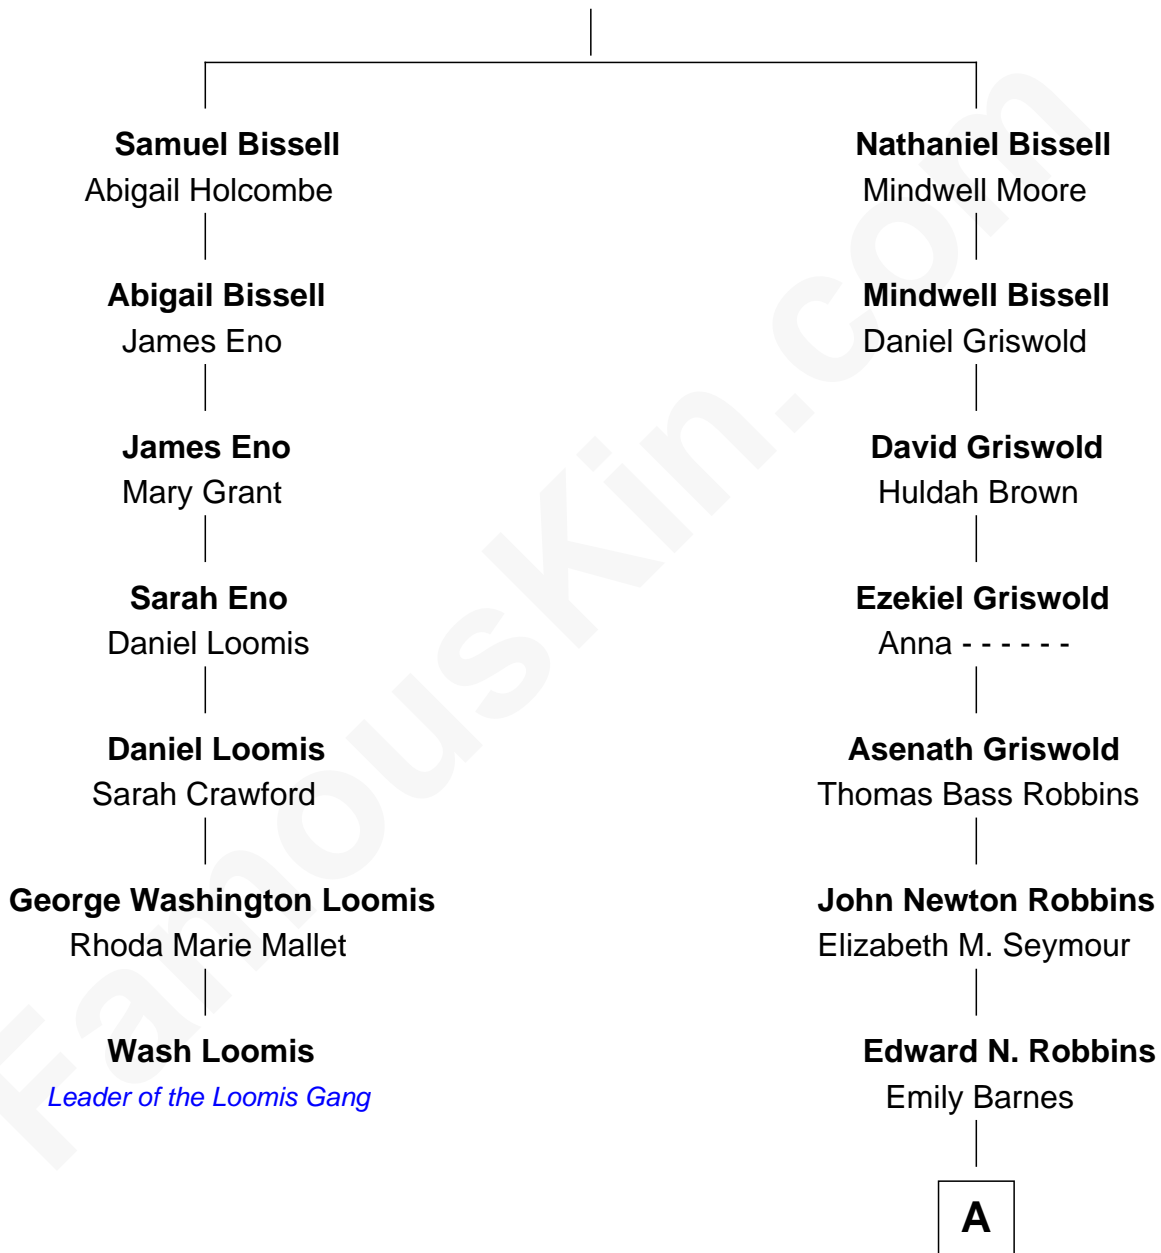 Samuel Bissell
Abigail Holcombe
Abigail Bissell
James Eno
James Eno
Mary Grant
Sarah Eno
Daniel Loomis
Daniel Loomis
Sarah Crawford
George Washington Loomis
Rhoda Marie Mallet
Wash Loomis
Leader of the Loomis Gang
Nathaniel Bissell
Mindwell Moore
Mindwell Bissell
Daniel Griswold
David Griswold
Huldah Brown
Ezekiel Griswold
Anna - - - - - -
Asenath Griswold
Thomas Bass Robbins
John Newton Robbins
Elizabeth M. Seymour
Edward N. Robbins
Emily Barnes
A
FamousKin.com